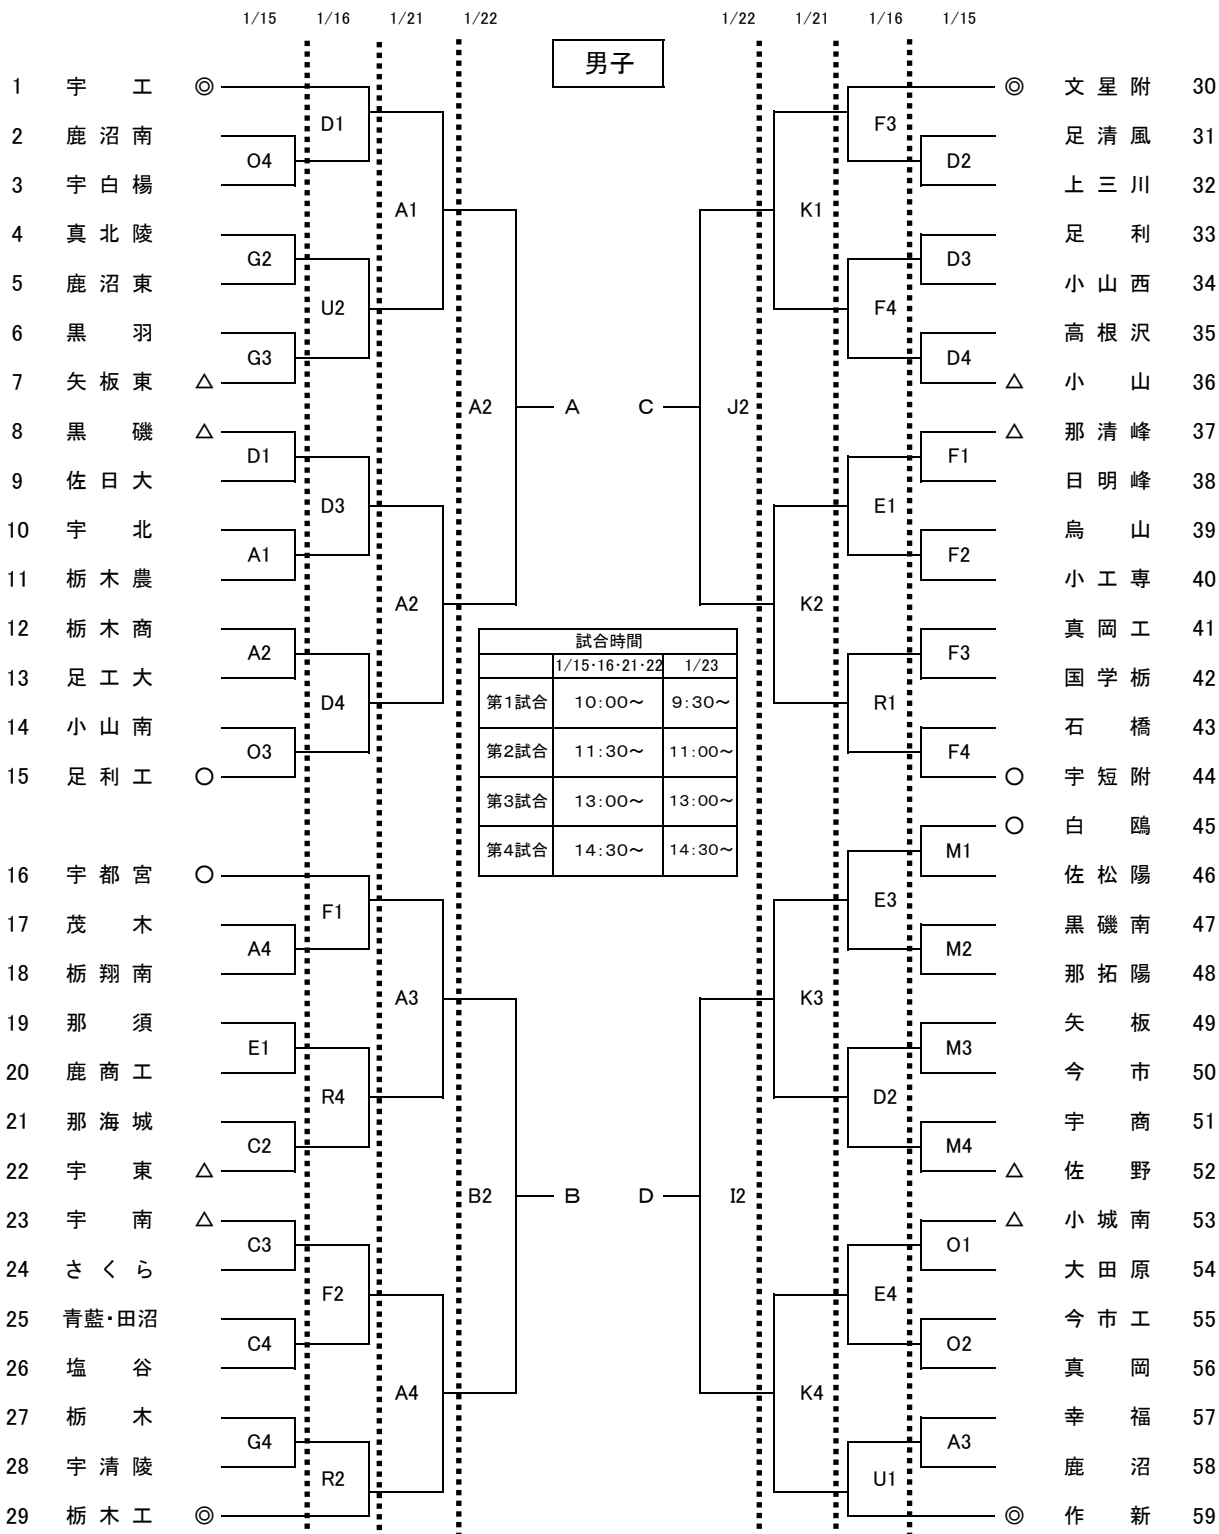 1/15 1/16 1/21 1/22 1/22 1/21 1/16 1/15
男子
1 宇工 ◎ ◎ 文星附 30
D1 F3
2 鹿沼南 足清風 31
O4 D2
3 宇白楊 上三川 32
A1 K1
4 真北陵 足利 33
G2 D3
5 鹿沼東 小山西 34
U2 F4
6 黒羽 高根沢 35
G3 D4
7 矢板東 △ △ 小山 36
A2 A C J2
8 黒磯 △ △ 那清峰 37
D1 F1
9 佐日大 日明峰 38
D3 E1
10 宇北 烏山 39
A1 F2
11 栃木農 小工専 40
A2 K2
12 栃木商 真岡工 41
A2 F3
13 足工大 国学栃 42
D4 R1
14 小山南 石橋 43
O3 F4
15 足利工 ○ ○ 宇短附 44
試合時間
1/15・16・21・22 1/23
第1試合 10:00～ 9:30～
第2試合 11:30～ 11:00～
第3試合 13:00～ 13:00～
第4試合 14:30～ 14:30～
○ 白鴎 45
M1
16 宇都宮 ○ 佐松陽 46
F1 E3
17 茂木 黒磯南 47
A4 M2
18 栃翔南 那拓陽 48
A3 K3
19 那須 矢板 49
E1 M3
20 鹿商工 今市 50
R4 D2
21 那海城 宇商 51
C2 M4
22 宇東 △ △ 佐野 52
B2 B D I2
23 宇南 △ △ 小城南 53
C3 O1
24 さくら 大田原 54
F2 E4
25 青藍・田沼 今市工 55
C4 O2
26 塩谷 真岡 56
A4 K4
27 栃木 幸福 57
G4 A3
28 宇清陵 鹿沼 58
R2 U1
29 栃木工 ◎ ◎ 作新 59